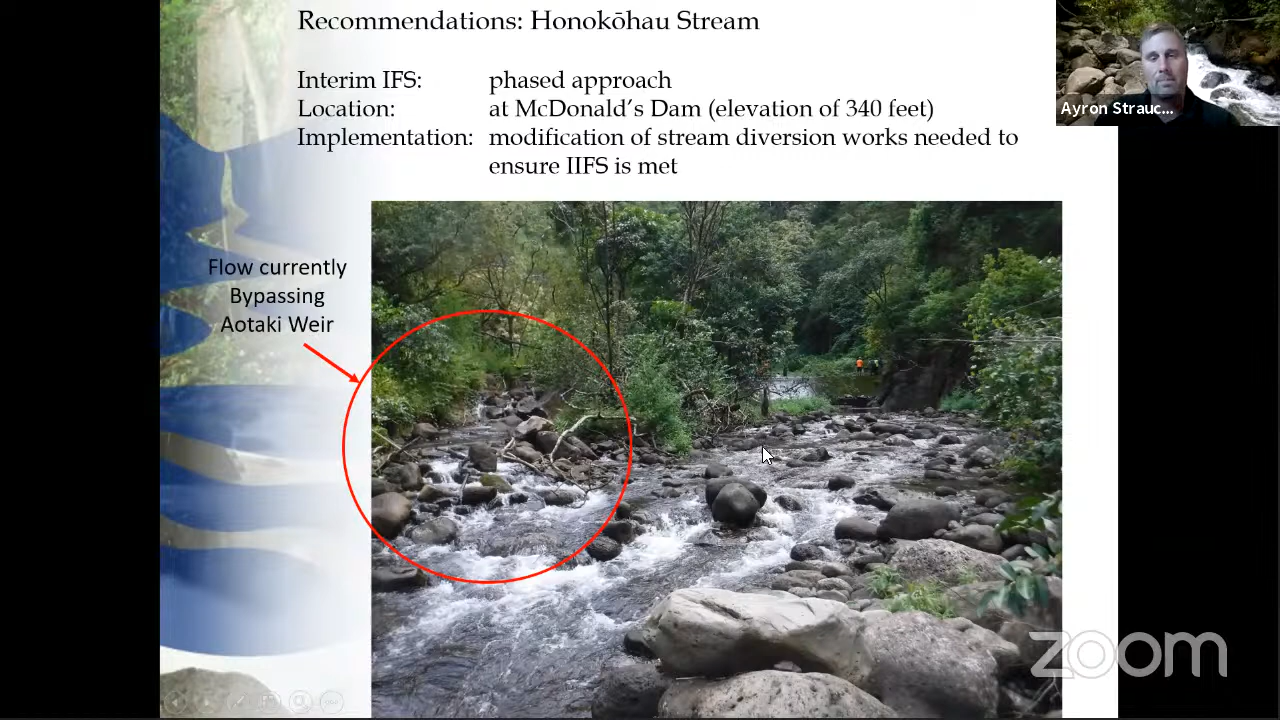 Recommendations: Honokōhau Stream
Interim IFS: phased approach
Location: at McDonald's Dam (elevation of 340 feet)
Implementation: modification of stream diversion works needed to
ensure IIFS is met
Flow currently
Bypassing
Aotaki Weir
Ayron Strauc...
zoom